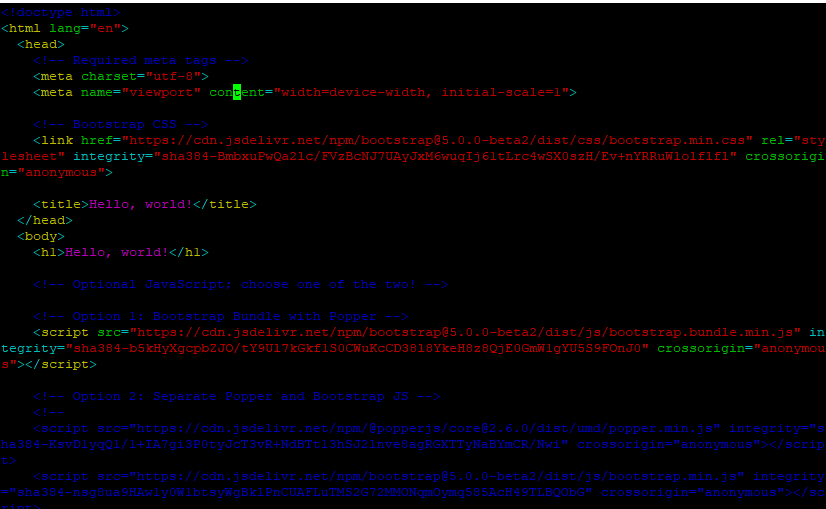 <!doctype html>
<html lang="en">
<head>
<!-- Required meta tags -->
<meta charset="utf-8">
<meta name="viewport" content="width=device-width, initial-scale=1">
<!-- Bootstrap CSS -->
<link href="https://cdn.jsdelivr.net/npm/bootstrap@5.0.0-beta2/dist/css/bootstrap.min.css" rel="sty
lesheet" integrity="sha384-BmbxuPwQa2lc/FVzBcNJ7UAyJxM6wuqIj61tLrc4wSX0szH/Ev+nYRRuWlolflfl" crossorigi
n="anonymous">
<title>Hello, world!</title>
</head>
<body>
<h1>Hello, world!</h1>
<!-- Optional JavaScript; choose one of the two! -->
<!-- Option 1: Bootstrap Bundle with Popper -->
<script src="https://cdn.jsdelivr.net/npm/bootstrap@5.0.0-beta2/dist/js/bootstrap.bundle.min.js" in
tegrity="sha384-b5kHyXgcpbZJO/tY9Ul7kGkf1S0CWuKcCD38l8YkeH8z8QjE0GmW1gYU5S9FOnJ0" crossorigin="anonymou
s"></script>
<!-- Option 2: Separate Popper and Bootstrap JS -->
<!--
<script src="https://cdn.jsdelivr.net/npm/@popperjs/core@2.6.0/dist/umd/popper.min.js" integrity="s
ha384-KsvD1yqQ1/1+IA7gi3P0tyJcT3vR+NdBTt13hSJ2lnve8agRGXTTyNaBYmCR/Nwi" crossorigin="anonymous"></scrip
t>
<script src="https://cdn.jsdelivr.net/npm/bootstrap@5.0.0-beta2/dist/js/bootstrap.min.js" integrity
="sha384-nsg8ua9HAw1y0W1btsyWgBklPnCUAFLuTMS2G72MMONqmOymq585AcH49TLBQObG" crossorigin="anonymous"></sc
ript>